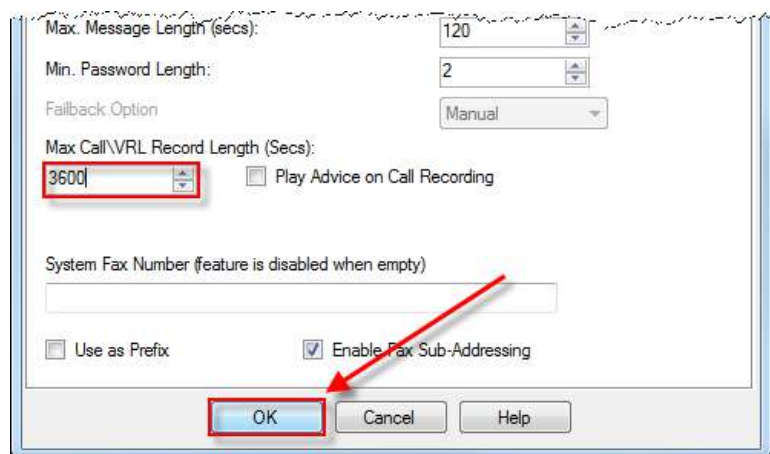 Max. Message Length (secs): 120
Min. Password Length: 2
Failback Option Manual
Max Call\VRL Record Length (Secs):
3600 Play Advice on Call Recording
System Fax Number (feature is disabled when empty)
Use as Prefix Enable Fax Sub-Addressing
OK Cancel Help